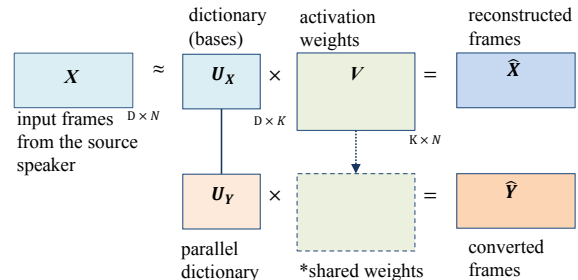 dictionary
(bases)
activation
weights
reconstructed
frames
X
≈
U_X
×
V
=
X̂
D × N
D × K
K × N
input frames
from the source
speaker
U_Y
×
=
Ŷ
parallel
dictionary
*shared weights
converted
frames